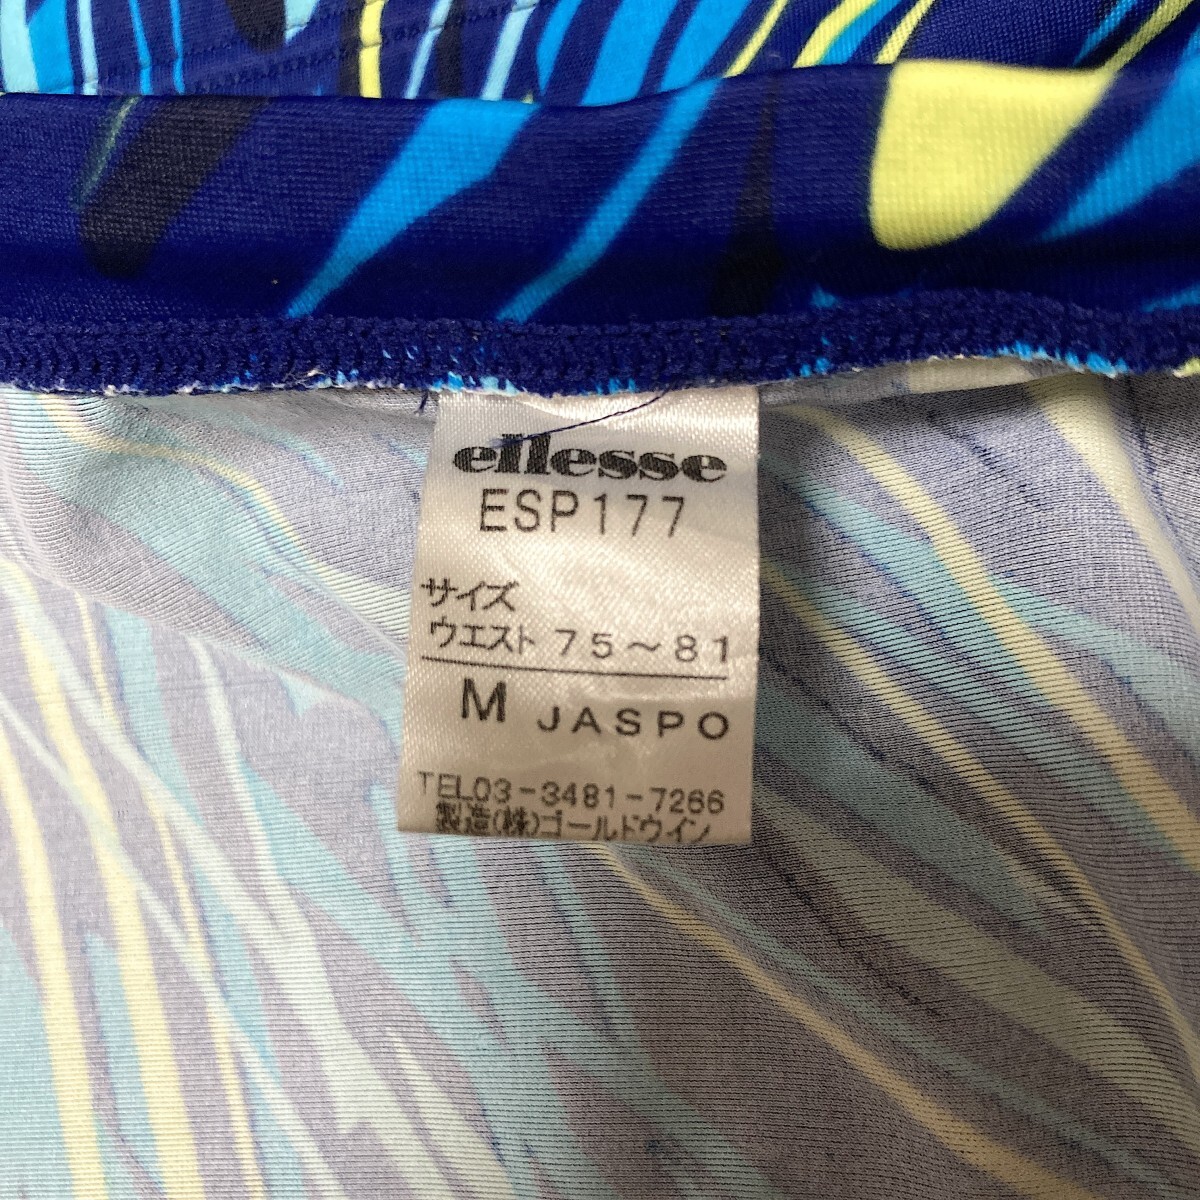 ellesse
ESP177
サイズ
ウエスト 75～81
M JASPO
TEL03-3481-7266
製造(株)ゴールドウイン